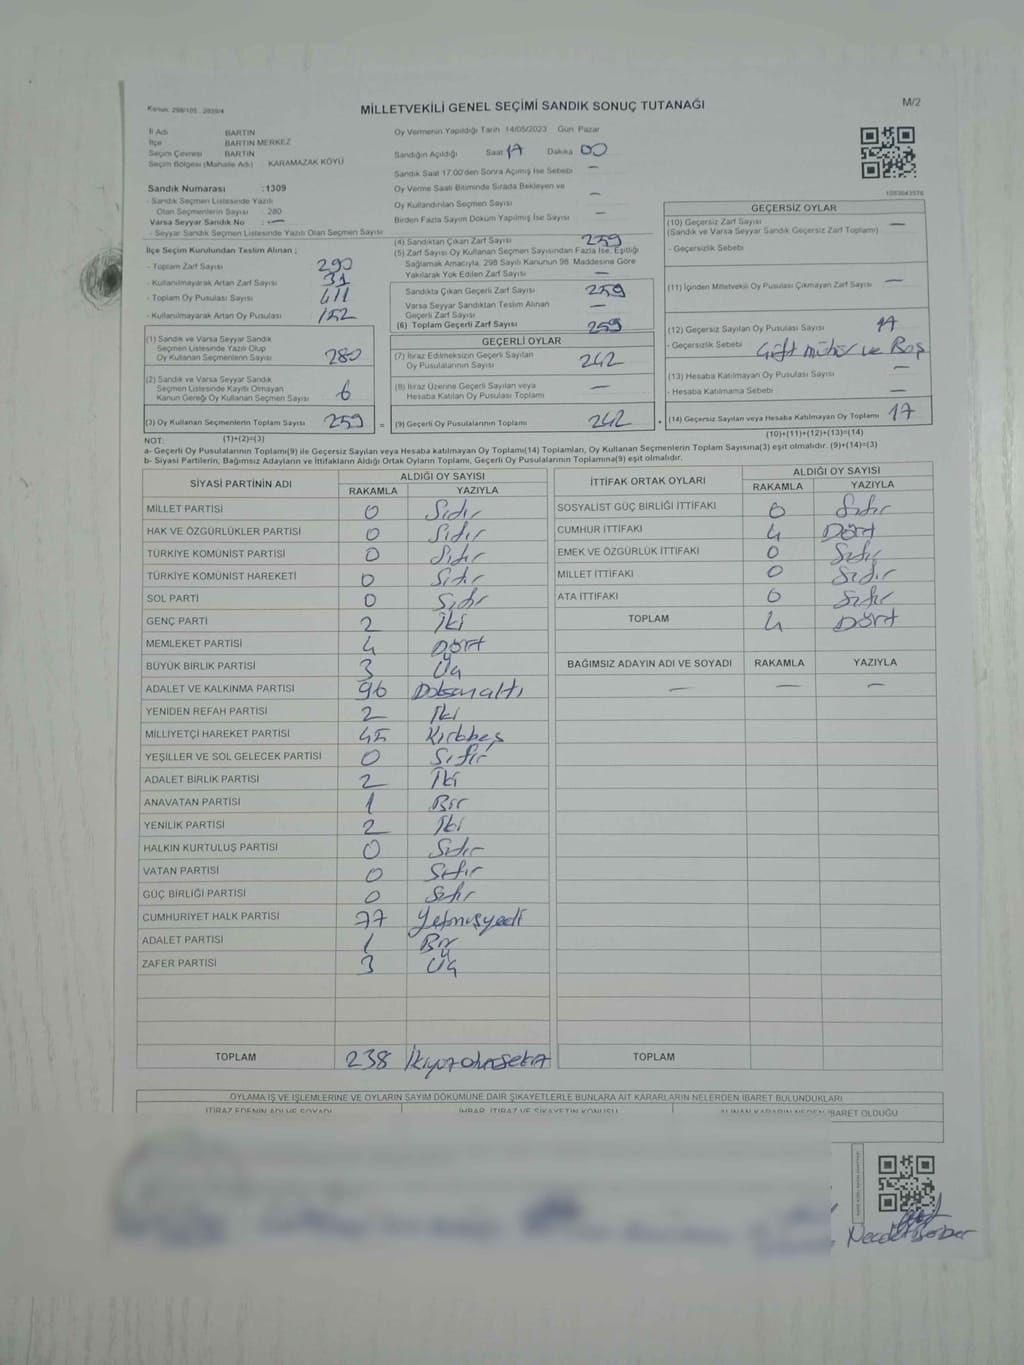 Kanun: 298/105 , 2839/4
MİLLETVEKİLİ GENEL SEÇİMİ SANDIK SONUÇ TUTANAĞI
M/2
İl Adı BARTIN
İlçe BARTIN MERKEZ
Seçim Çevresi BARTIN
Seçim Bölgesi (Mahalle Adı) KARAMAZAK KÖYÜ
Sandık Numarası :1309
- Sandık Seçmen Listesinde Yazılı
Olan Seçmenlerin Sayısı : 280
Varsa Seyyar Sandık No : —
- Seyyar Sandık Seçmen Listesinde Yazılı Olan Seçmen Sayısı
Oy Vermenin Yapıldığı Tarih :14/05/2023 Gün: Pazar
Sandığın Açıldığı Saat 17 Dakika 00
Sandık Saat 17:00'den Sonra Açılmış İse Sebebi —
Oy Verme Saati Bitiminde Sırada Bekleyen ve
Oy Kullandırılan Seçmen Sayısı —
Birden Fazla Sayım Döküm Yapılmış İse Sayısı —
1083643576
İlçe Seçim Kurulundan Teslim Alınan ;
- Toplam Zarf Sayısı 290
- Kullanılmayarak Artan Zarf Sayısı 31
- Toplam Oy Pusulası Sayısı 411
- Kullanılmayarak Artan Oy Pusulası 152
(1) Sandık ve Varsa Seyyar Sandık
Seçmen Listesinde Yazılı Olup
Oy Kullanan Seçmenlerin Sayısı 280
(2) Sandık ve Varsa Seyyar Sandık
Seçmen Listesinde Kayıtlı Olmayan
Kanun Gereği Oy Kullanan Seçmen Sayısı 6
(3) Oy Kullanan Seçmenlerin Toplam Sayısı 259 =
(4) Sandıktan Çıkan Zarf Sayısı 259
(5) Zarf Sayısı Oy Kullanan Seçmen Sayısından Fazla İse, Eşitliği
Sağlamak Amacıyla; 298 Sayılı Kanunun 98. Maddesine Göre
Yakılarak Yok Edilen Zarf Sayısı —
Sandıkta Çıkan Geçerli Zarf Sayısı 259
Varsa Seyyar Sandıktan Teslim Alınan
Geçerli Zarf Sayısı —
(6) Toplam Geçerli Zarf Sayısı 259
GEÇERLİ OYLAR
(7) İtiraz Edilmeksizin Geçerli Sayılan
Oy Pusulalarının Sayısı 242
(8) İtiraz Üzerine Geçerli Sayılan veya
Hesaba Katılan Oy Pusulası Toplamı —
(9) Geçerli Oy Pusulalarının Toplamı 242 +
GEÇERSİZ OYLAR
(10) Geçersiz Zarf Sayısı —
(Sandık ve Varsa Seyyar Sandık Geçersiz Zarf Toplamı)
- Geçersizlik Sebebi
(11) İçinden Milletvekili Oy Pusulası Çıkmayan Zarf Sayısı —
(12) Geçersiz Sayılan Oy Pusulası Sayısı 17
- Geçersizlik Sebebi Çift mühür ve Boş
(13) Hesaba Katılmayan Oy Pusulası Sayısı —
- Hesaba Katılmama Sebebi —
(14) Geçersiz Sayılan veya Hesaba Katılmayan Oy Toplamı 17
NOT: (1)+(2)=(3) (10)+(11)+(12)+(13)=(14)
a- Geçerli Oy Pusulalarının Toplamı(9) ile Geçersiz Sayılan veya Hesaba katılmayan Oy Toplamı(14) Toplamları, Oy Kullanan Seçmenlerin Toplam Sayısına(3) eşit olmalıdır. (9)+(14)=(3)
b- Siyasi Partilerin, Bağımsız Adayların ve İttifakların Aldığı Oyların Toplamı, Geçerli Oy Pusulalarının Toplamına(9) eşit olmalıdır.
SİYASİ PARTİNİN ADI ALDIĞI OY SAYISI
RAKAMLA YAZIYLA
MİLLET PARTİSİ 0 Sıfır
HAK VE ÖZGÜRLÜKLER PARTİSİ 0 Sıfır
TÜRKİYE KOMÜNİST PARTİSİ 0 Sıfır
TÜRKİYE KOMÜNİST HAREKETİ 0 Sıfır
SOL PARTİ 0 Sıfır
GENÇ PARTİ 2 İki
MEMLEKET PARTİSİ 4 Dört
BÜYÜK BİRLİK PARTİSİ 3 Üç
ADALET VE KALKINMA PARTİSİ 96 Doksanaltı
YENİDEN REFAH PARTİSİ 2 İki
MİLLİYETÇİ HAREKET PARTİSİ 45 Kırkbeş
YEŞİLLER VE SOL GELECEK PARTİSİ 0 Sıfır
ADALET BİRLİK PARTİSİ 2 İki
ANAVATAN PARTİSİ 1 Bir
YENİLİK PARTİSİ 2 İki
HALKIN KURTULUŞ PARTİSİ 0 Sıfır
VATAN PARTİSİ 0 Sıfır
GÜÇ BİRLİĞİ PARTİSİ 0 Sıfır
CUMHURİYET HALK PARTİSİ 77 Yetmişyedi
ADALET PARTİSİ 1 Bir
ZAFER PARTİSİ 3 Üç
TOPLAM 238 İkiyüzotuzsekiz
İTTİFAK ORTAK OYLARI ALDIĞI OY SAYISI
RAKAMLA YAZIYLA
SOSYALİST GÜÇ BİRLİĞİ İTTİFAKI 0 Sıfır
CUMHUR İTTİFAKI 4 Dört
EMEK VE ÖZGÜRLÜK İTTİFAKI 0 Sıfır
MİLLET İTTİFAKI 0 Sıfır
ATA İTTİFAKI 0 Sıfır
TOPLAM 4 Dört
BAĞIMSIZ ADAYIN ADI VE SOYADI RAKAMLA YAZIYLA
— — —
TOPLAM
OYLAMA İŞ VE İŞLEMLERİNE VE OYLARIN SAYIM DÖKÜMÜNE DAİR ŞİKAYETLERLE BUNLARA AİT KARARLARIN NELERDEN İBARET BULUNDUKLARI
İTİRAZ EDENİN ADI VE SOYADI İHBAR, İTİRAZ VE ŞİKAYETİN KONUSU ALINAN KARARIN NEDEN İBARET OLDUĞU